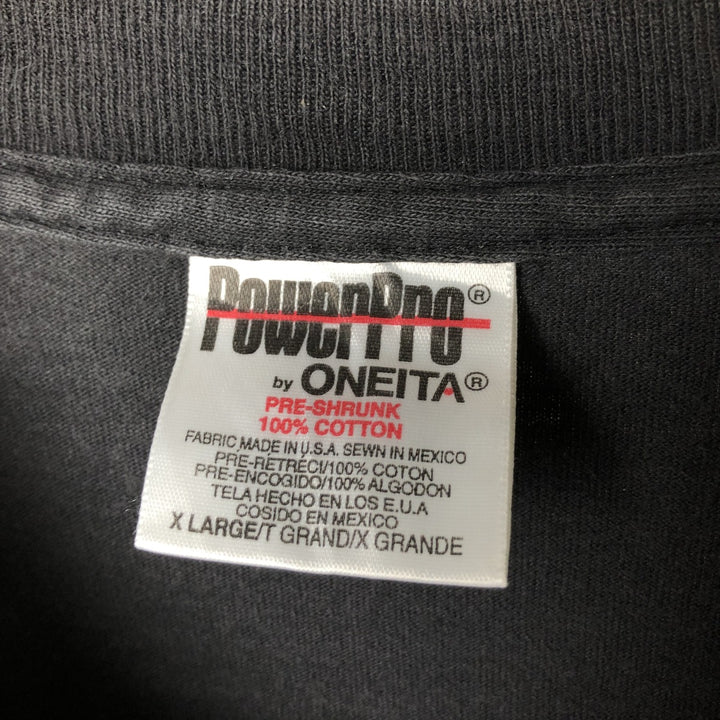 PowerPro®
by ONEITA®
PRE-SHRUNK
100% COTTON
FABRIC MADE IN U.S.A. SEWN IN MEXICO
PRE-RÉTRÉCI/100% COTON
PRE-ENCOGIDO/100% ALGODON
TELA HECHO EN LOS E.U.A
COSIDO EN MEXICO
X LARGE/T GRAND/X GRANDE